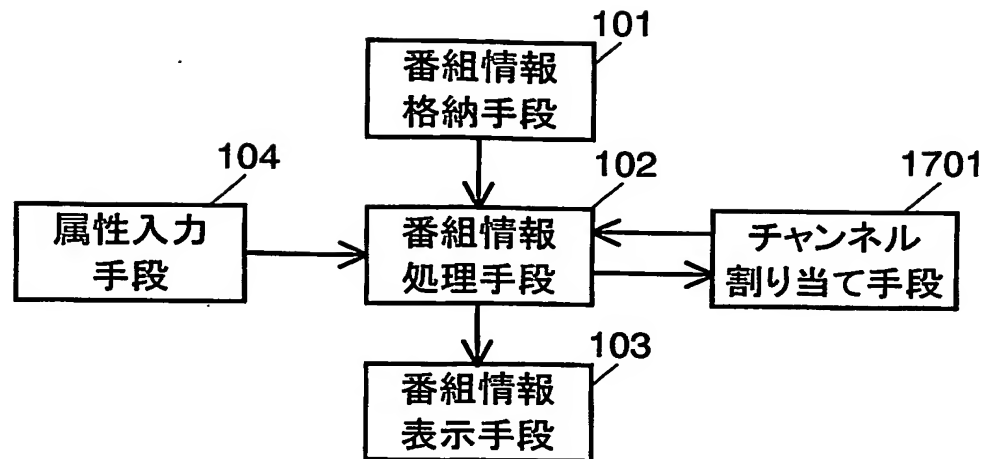 101
番組情報
格納手段
104
102
1701
属性入力
手段
番組情報
処理手段
チャンネル
割り当て手段
103
番組情報
表示手段